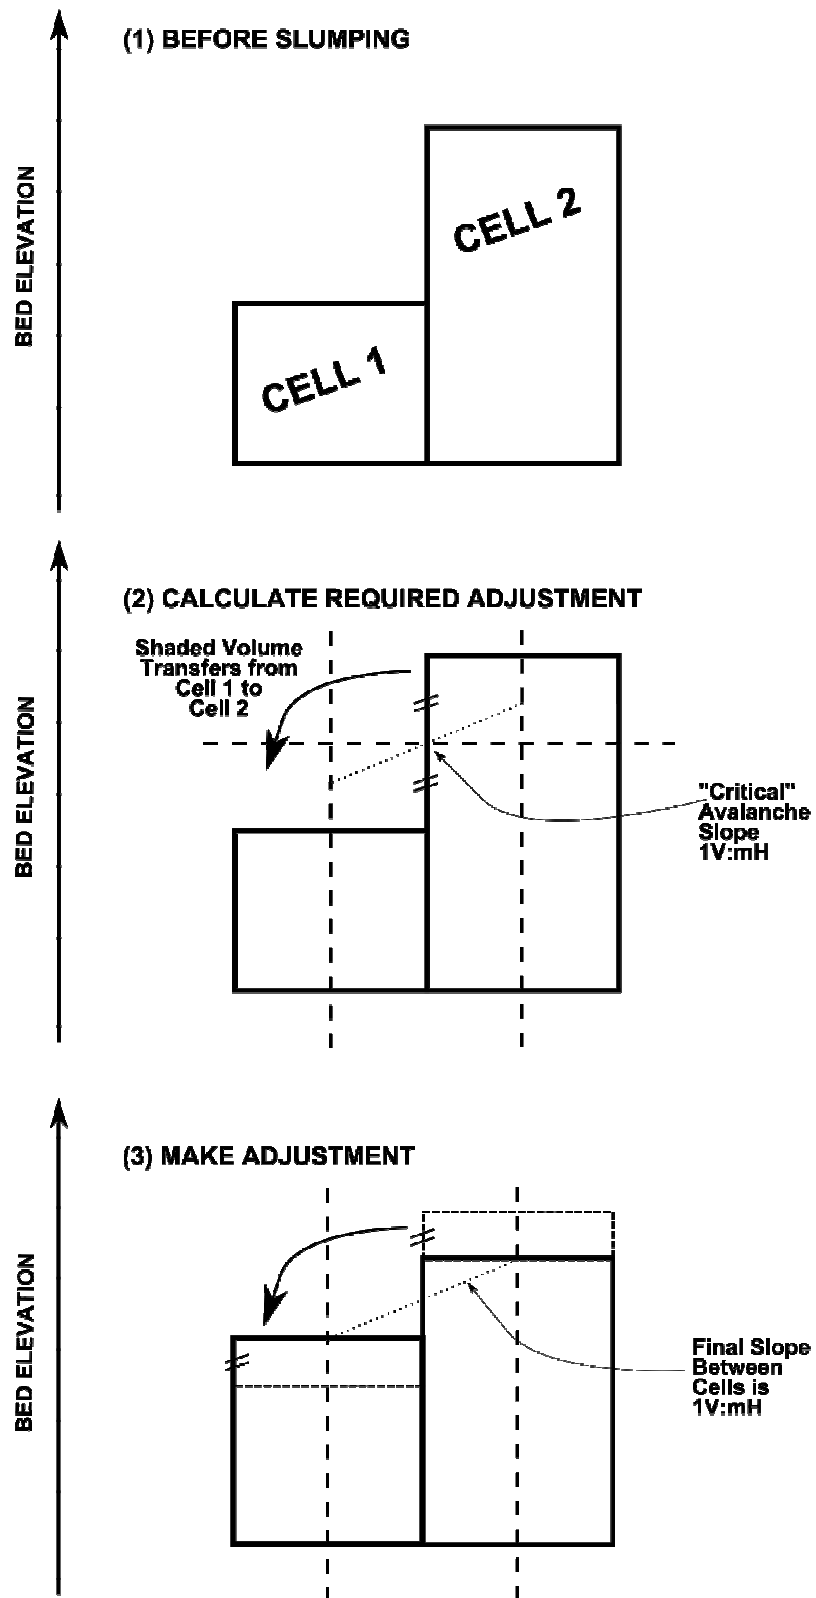 (1) BEFORE SLUMPING
BED ELEVATION
CELL 1
CELL 2
(2) CALCULATE REQUIRED ADJUSTMENT
BED ELEVATION
Shaded Volume
Transfers from
Cell 1 to
Cell 2
"Critical"
Avalanche
Slope
1V:mH
(3) MAKE ADJUSTMENT
BED ELEVATION
Final Slope
Between
Cells is
1V:mH